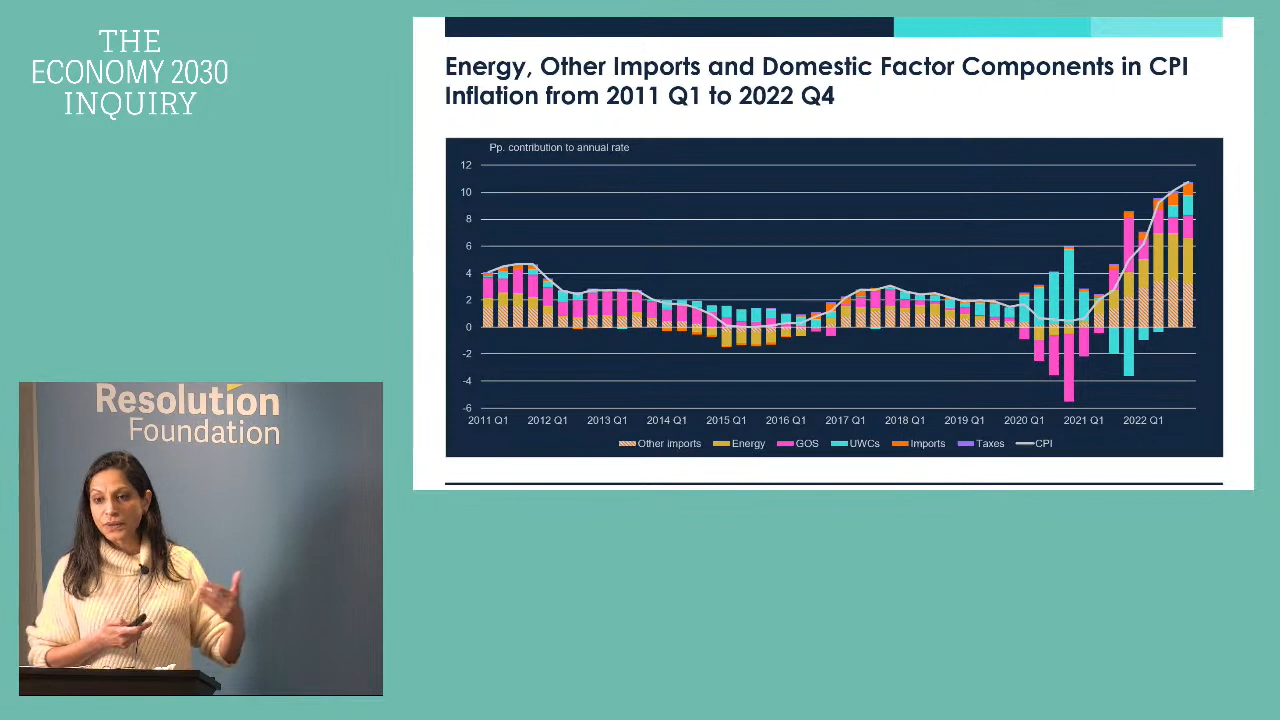 THE
ECONOMY 2030
INQUIRY
Energy, Other Imports and Domestic Factor Components in CPI
Inflation from 2011 Q1 to 2022 Q4
Pp. contribution to annual rate
12
10
8
6
4
2
0
-2
-4
-6
2011 Q1 2012 Q1 2013 Q1 2014 Q1 2015 Q1 2016 Q1 2017 Q1 2018 Q1 2019 Q1 2020 Q1 2021 Q1 2022 Q1
Other imports Energy GOS UWCs Imports Taxes CPI
Resolution
Foundation